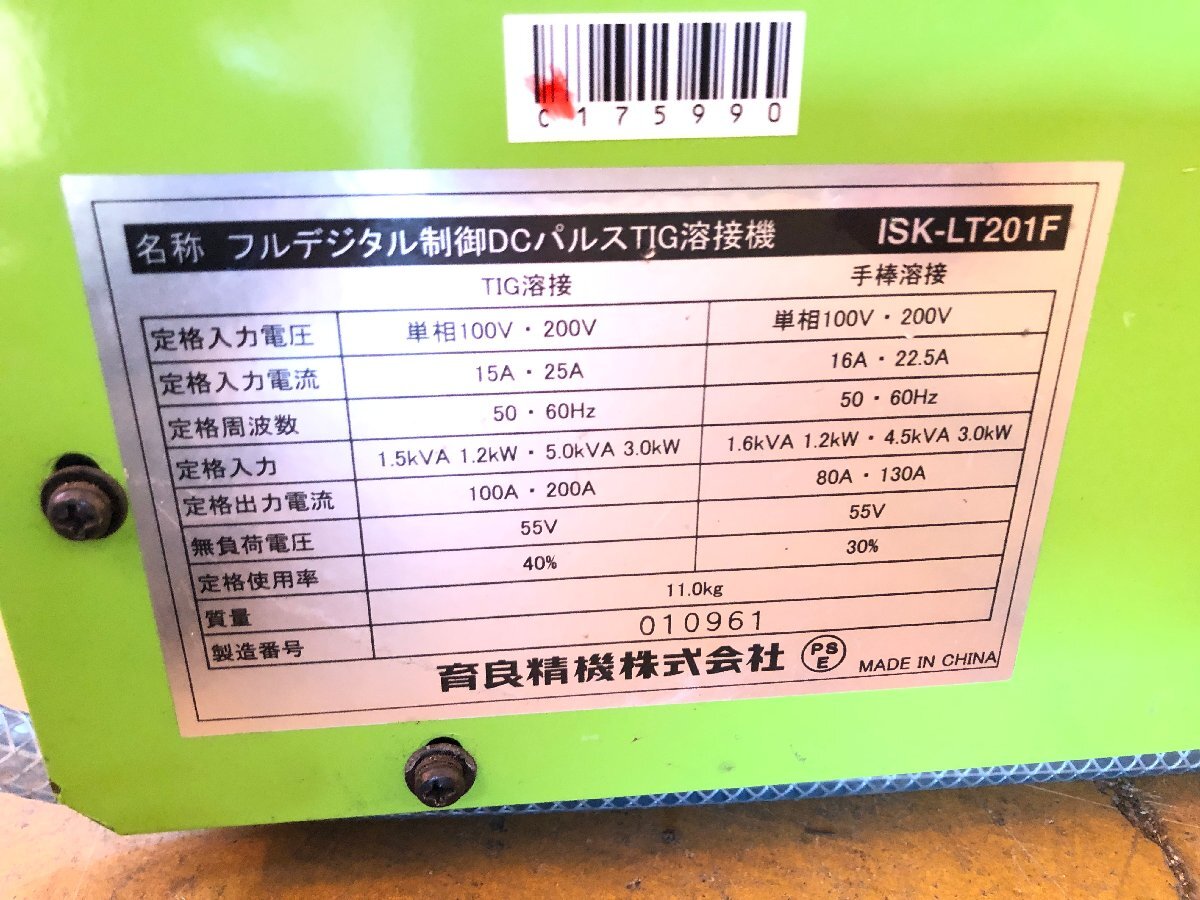 C175990
名称 フルデジタル制御DCパルスTIG溶接機 ISK-LT201F
TIG溶接 手棒溶接
定格入力電圧 単相100V・200V 単相100V・200V
定格入力電流 15A・25A 16A・22.5A
定格周波数 50・60Hz 50・60Hz
定格入力 1.5kVA 1.2kW・5.0kVA 3.0kW 1.6kVA 1.2kW・4.5kVA 3.0kW
定格出力電流 100A・200A 80A・130A
無負荷電圧 55V 55V
定格使用率 40% 30%
質量 11.0kg
製造番号 010961
育良精機株式会社 PSE MADE IN CHINA